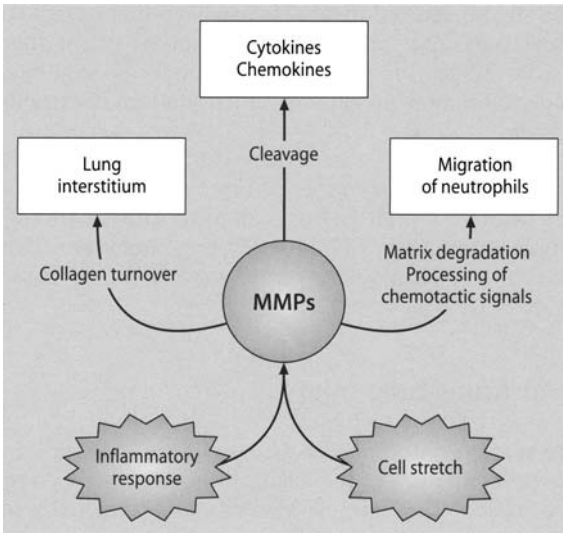 Cytokines
Chemokines
Cleavage
Lung
interstitium
Migration
of neutrophils
Collagen turnover
Matrix degradation
Processing of
chemotactic signals
MMPs
Inflammatory
response
Cell stretch